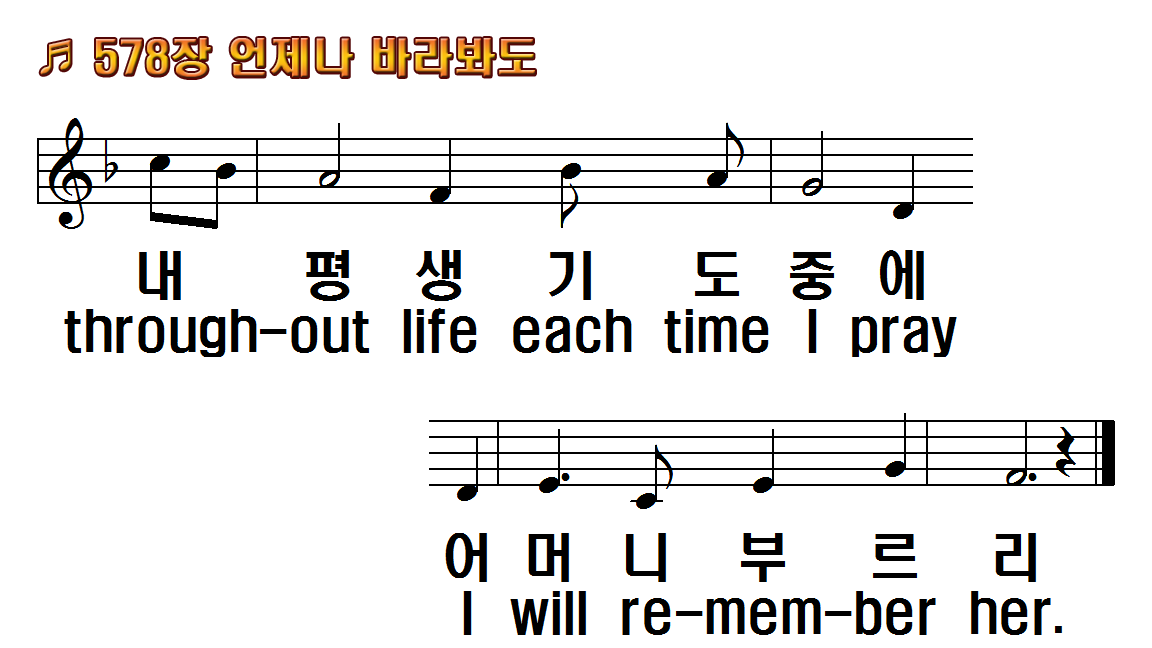 ♬ 578장 언제나 바라봐도
내 평 생 기 도 중 에
through-out life each time I pray
어 머 니 부 르 리
I will re-mem-ber her.